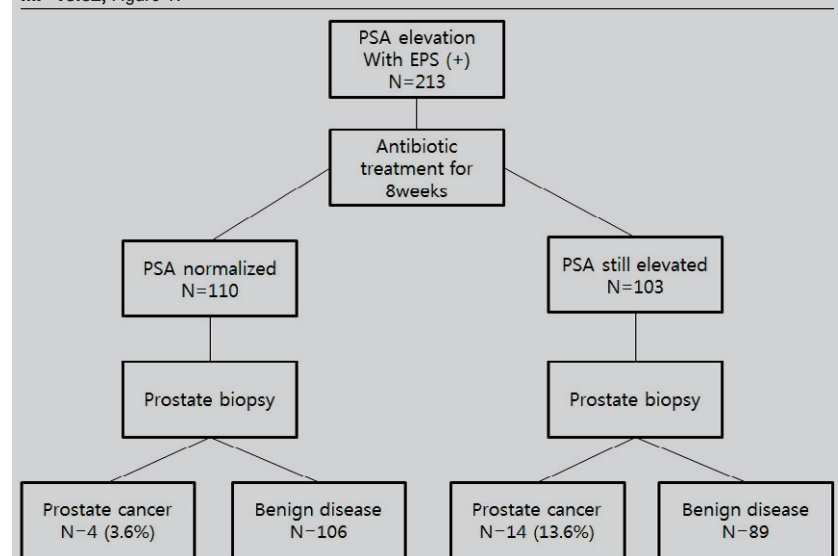 PSA elevation
With EPS (+)
N=213
Antibiotic
treatment for
8weeks
PSA normalized
N=110
PSA still elevated
N=103
Prostate biopsy
Prostate biopsy
Prostate cancer
N-4 (3.6%)
Benign disease
N-106
Prostate cancer
N-14 (13.6%)
Benign disease
N-89